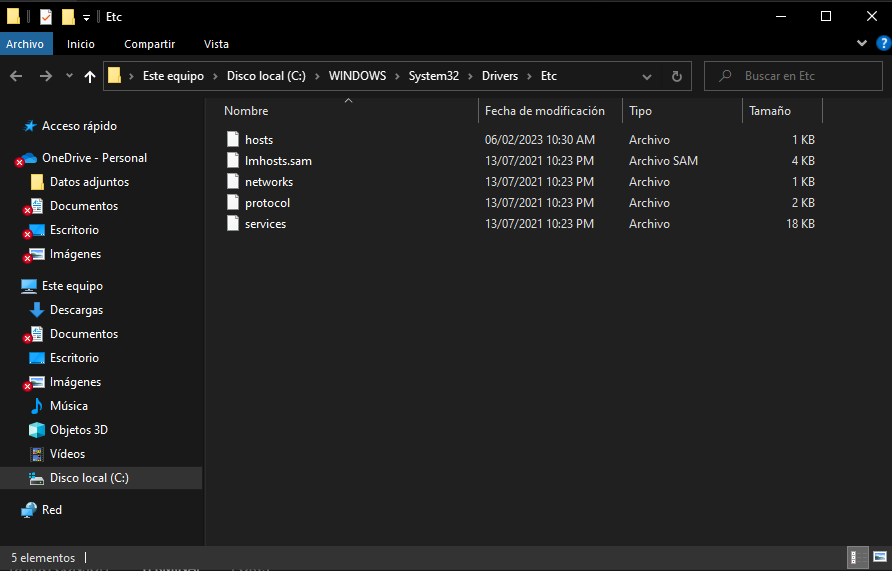 Etc
Archivo Inicio Compartir Vista
Este equipo Disco local (C:) WINDOWS System32 Drivers Etc Buscar en Etc
Nombre Fecha de modificación Tipo Tamaño
hosts 06/02/2023 10:30 AM Archivo 1 KB
lmhosts.sam 13/07/2021 10:23 PM Archivo SAM 4 KB
networks 13/07/2021 10:23 PM Archivo 1 KB
protocol 13/07/2021 10:23 PM Archivo 2 KB
services 13/07/2021 10:23 PM Archivo 18 KB
Acceso rápido
OneDrive - Personal
Datos adjuntos
Documentos
Escritorio
Imágenes
Este equipo
Descargas
Documentos
Escritorio
Imágenes
Música
Objetos 3D
Vídeos
Disco local (C:)
Red
5 elementos